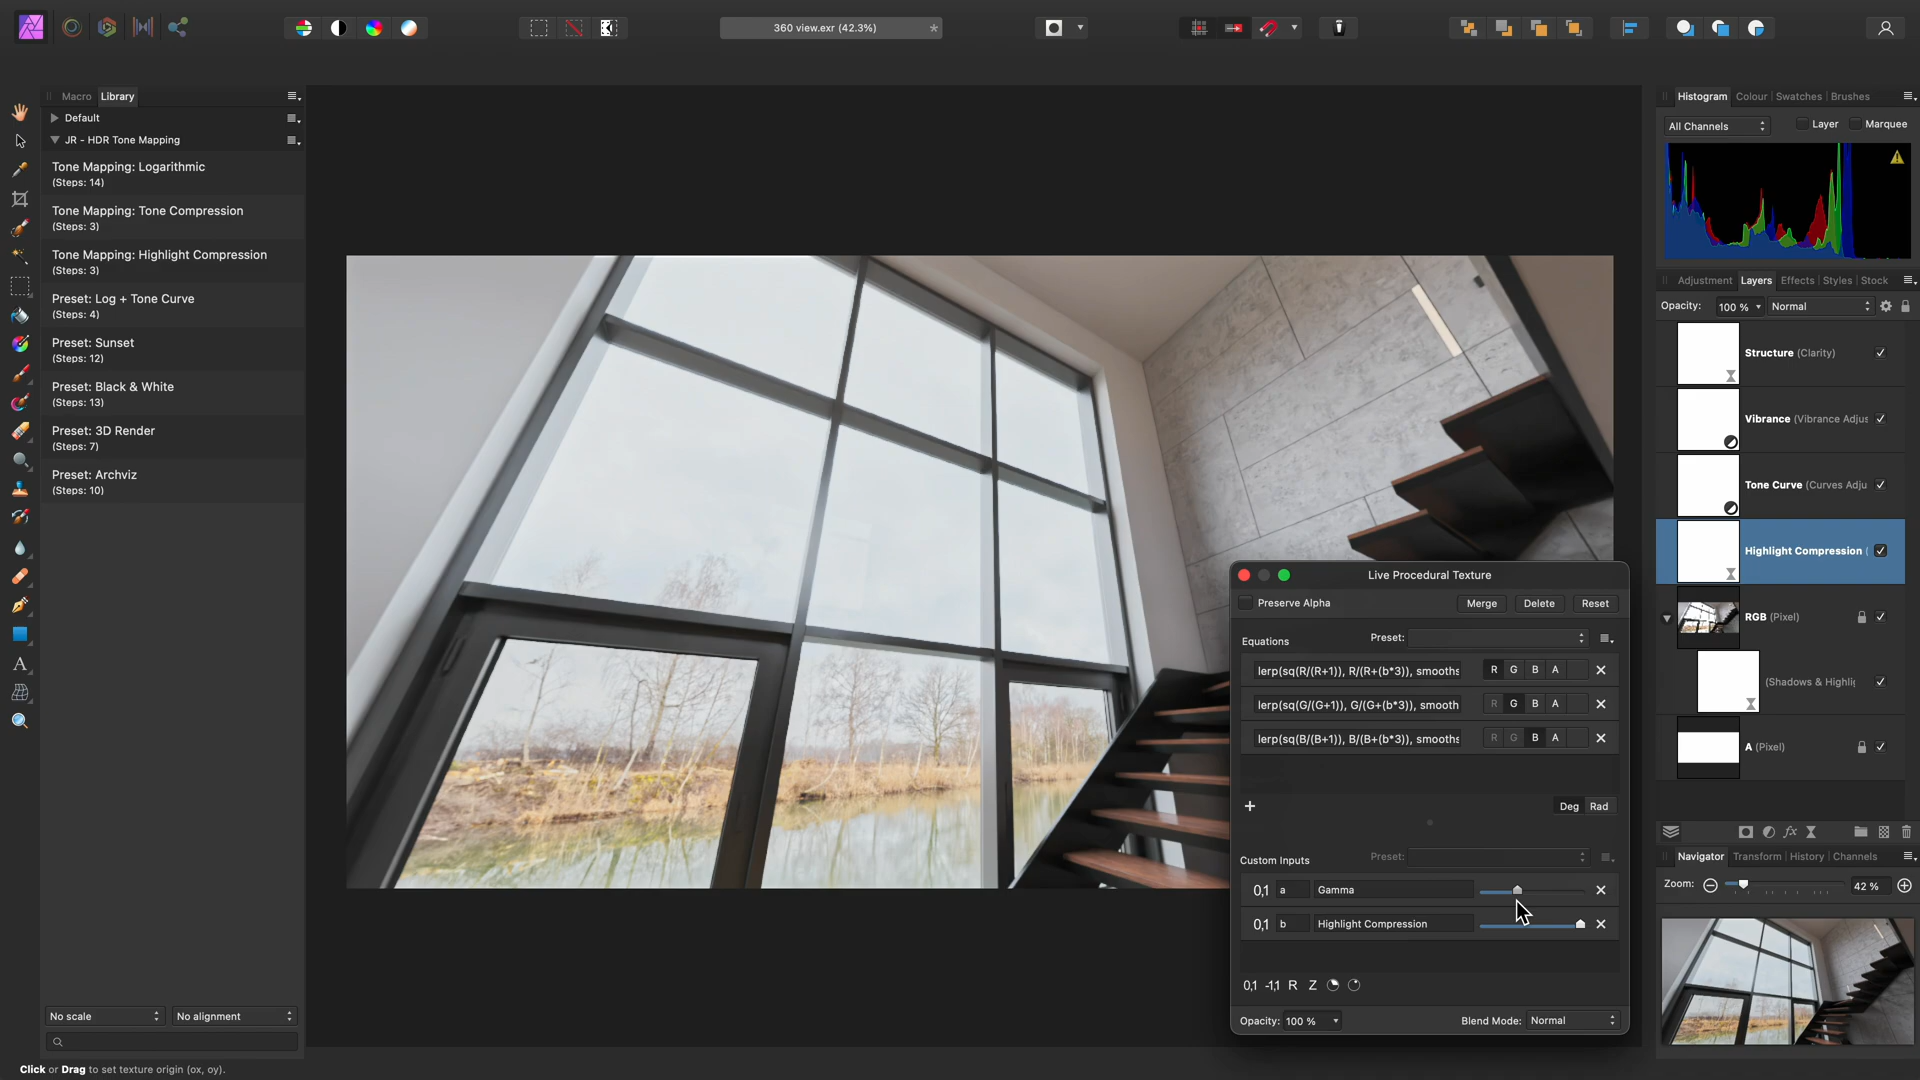 360 view.exr (42.3%)
Macro
Library
Default
JR - HDR Tone Mapping
Tone Mapping: Logarithmic
(Steps: 14)
Tone Mapping: Tone Compression
(Steps: 3)
Tone Mapping: Highlight Compression
(Steps: 3)
Preset: Log + Tone Curve
(Steps: 4)
Preset: Sunset
(Steps: 12)
Preset: Black & White
(Steps: 13)
Preset: 3D Render
(Steps: 7)
Preset: Archviz
(Steps: 10)
No scale
No alignment
Click or Drag to set texture origin (ox, oy).
Histogram
Colour
Swatches
Brushes
All Channels
Layer
Marquee
Adjustment
Layers
Effects
Styles
Stock
Opacity:
100 %
Normal
Structure (Clarity)
Vibrance (Vibrance Adjus
Tone Curve (Curves Adju
Highlight Compression (
RGB (Pixel)
(Shadows & Highlig
A (Pixel)
Navigator
Transform
History
Channels
Zoom:
42 %
Live Procedural Texture
Preserve Alpha
Merge
Delete
Reset
Equations
Preset:
lerp(sq(R/(R+1)), R/(R+(b*3)), smooths
R G B A
lerp(sq(G/(G+1)), G/(G+(b*3)), smooth
R G B A
lerp(sq(B/(B+1)), B/(B+(b*3)), smooths
R G B A
Deg
Rad
Custom Inputs
Preset:
0,1
a
Gamma
0,1
b
Highlight Compression
0,1 -1,1 R Z
Opacity:
100 %
Blend Mode:
Normal